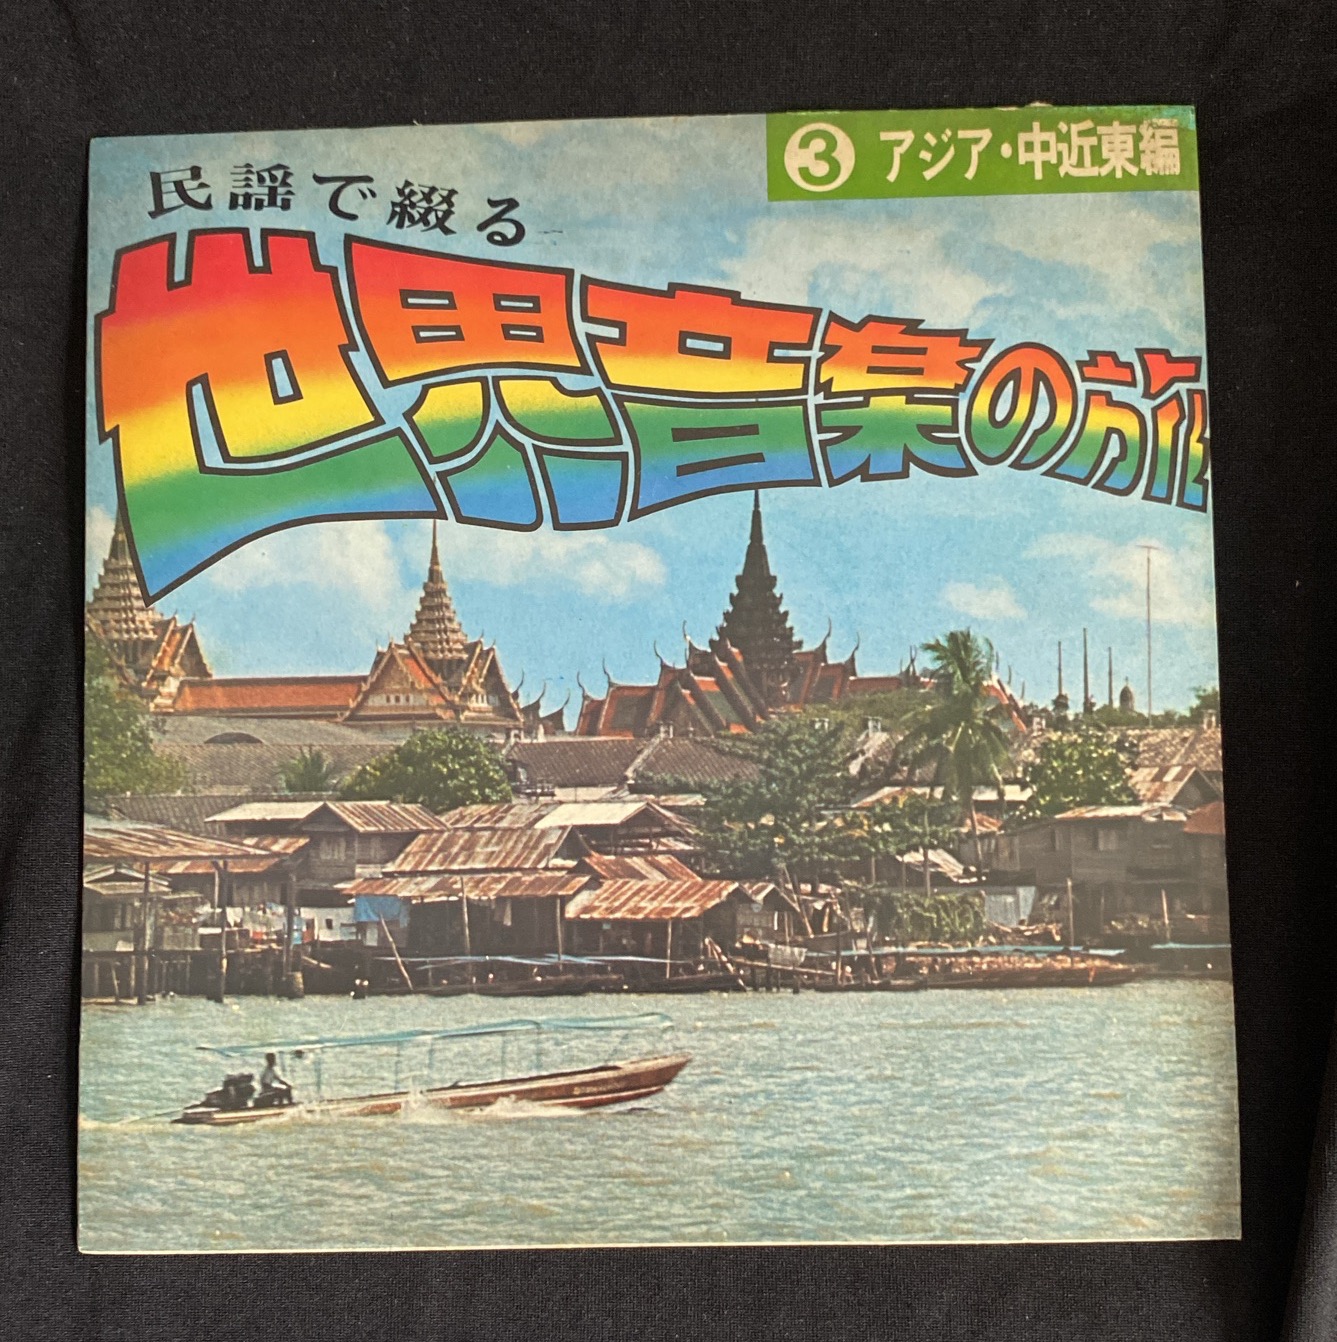 ③ アジア・中近東編
民謡で綴る
世界音楽の旅